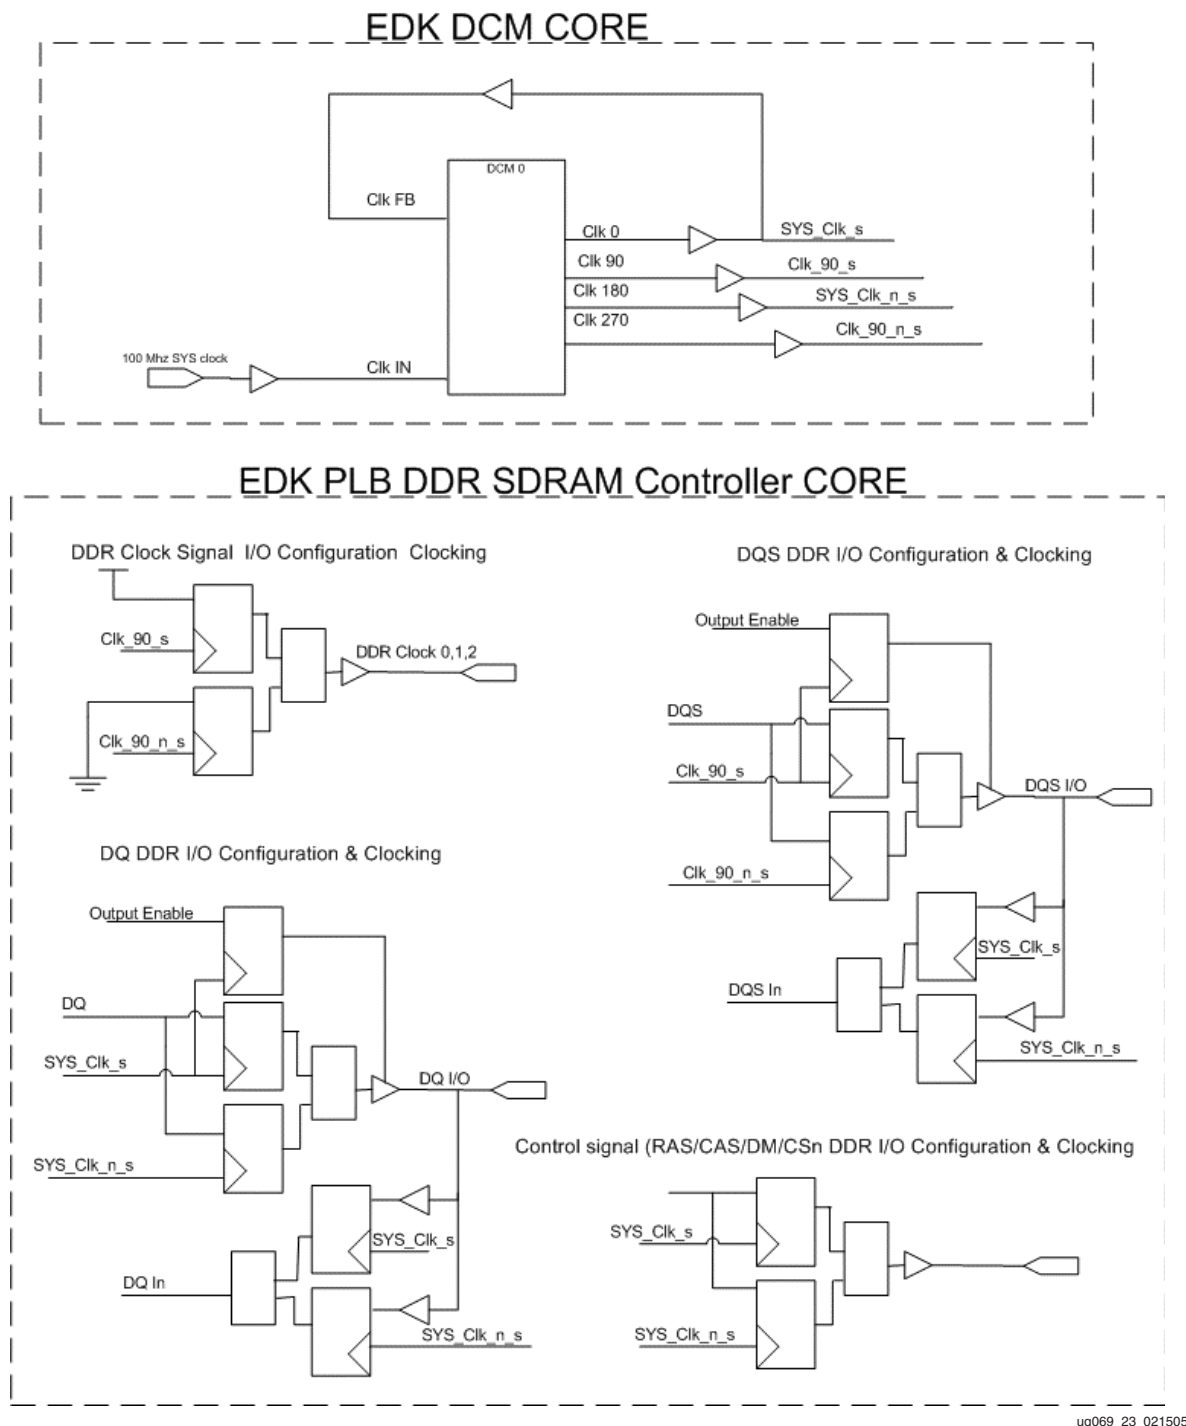 EDK DCM CORE
DCM 0
Clk FB
Clk 0
SYS_Clk_s
Clk 90
Clk_90_s
Clk 180
SYS_Clk_n_s
Clk 270
Clk_90_n_s
100 Mhz SYS clock
Clk IN
EDK PLB DDR SDRAM Controller CORE
DDR Clock Signal I/O Configuration Clocking
Clk_90_s
DDR Clock 0,1,2
Clk_90_n_s
DQS DDR I/O Configuration & Clocking
Output Enable
DQS
Clk_90_s
DQS I/O
Clk_90_n_s
SYS_Clk_s
DQS In
SYS_Clk_n_s
DQ DDR I/O Configuration & Clocking
Output Enable
DQ
SYS_Clk_s
DQ I/O
SYS_Clk_n_s
SYS_Clk_s
DQ In
SYS_Clk_n_s
Control signal (RAS/CAS/DM/CSn DDR I/O Configuration & Clocking
SYS_Clk_s
SYS_Clk_n_s
ug069_23_021505